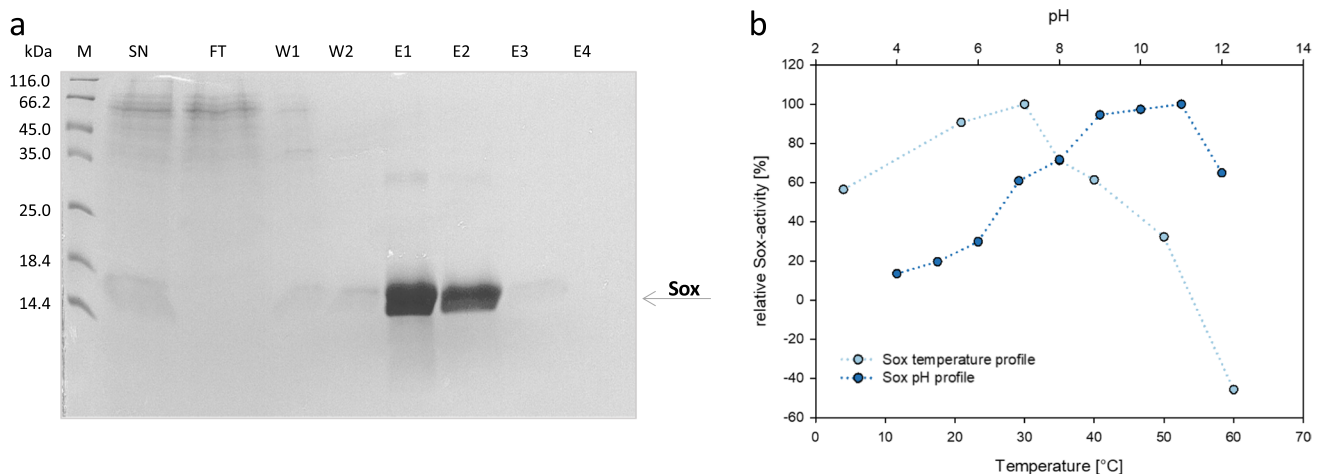 a
kDa M SN FT W1 W2 E1 E2 E3 E4
116.0
66.2
45.0
35.0
25.0
18.4
14.4
Sox
b
pH
2 4 6 8 10 12 14
120
100
80
60
40
20
0
-20
-40
-60
relative Sox-activity [%]
Sox temperature profile
Sox pH profile
0 10 20 30 40 50 60 70
Temperature [°C]